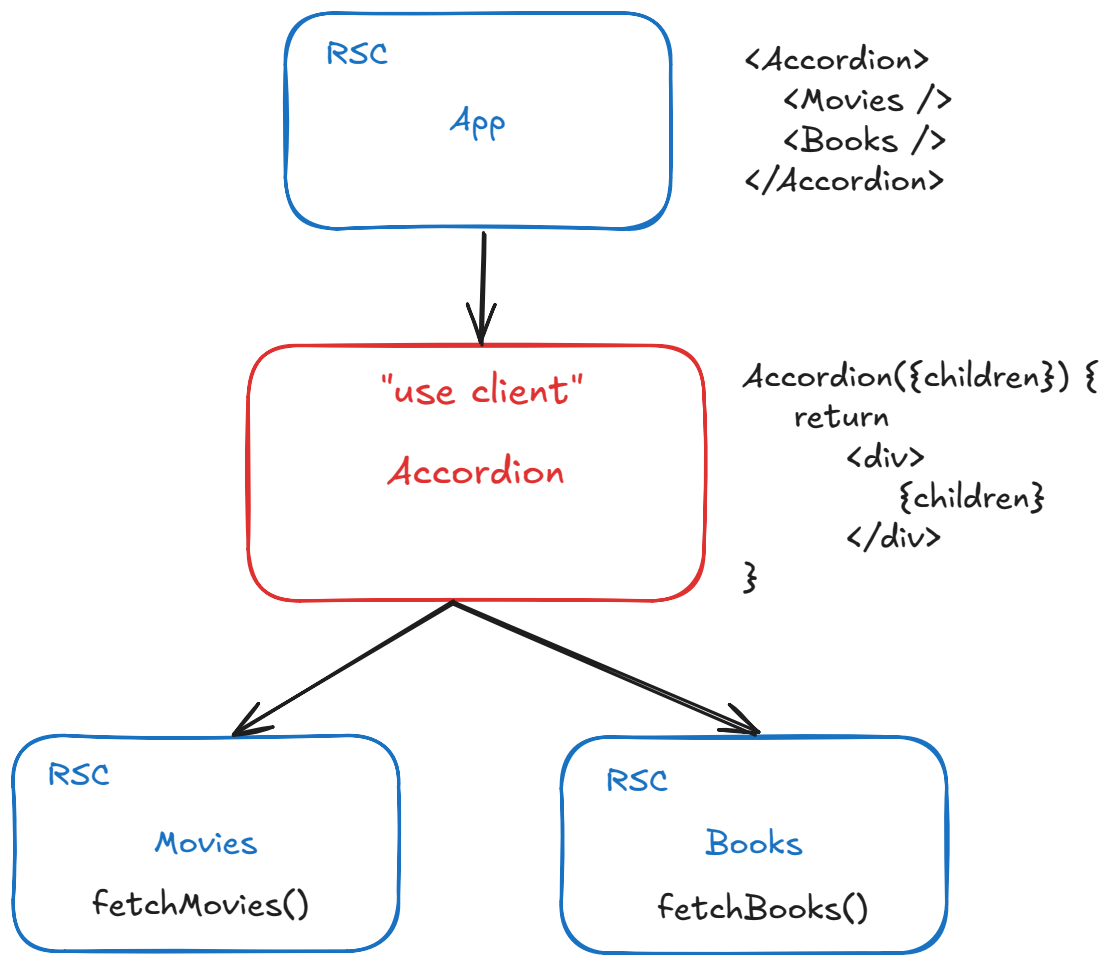 RSC
App
<Accordion>
<Movies />
<Books />
</Accordion>
"use client"
Accordion
Accordion({children}) {
return
<div>
{children}
</div>
}
RSC
Movies
fetchMovies()
RSC
Books
fetchBooks()